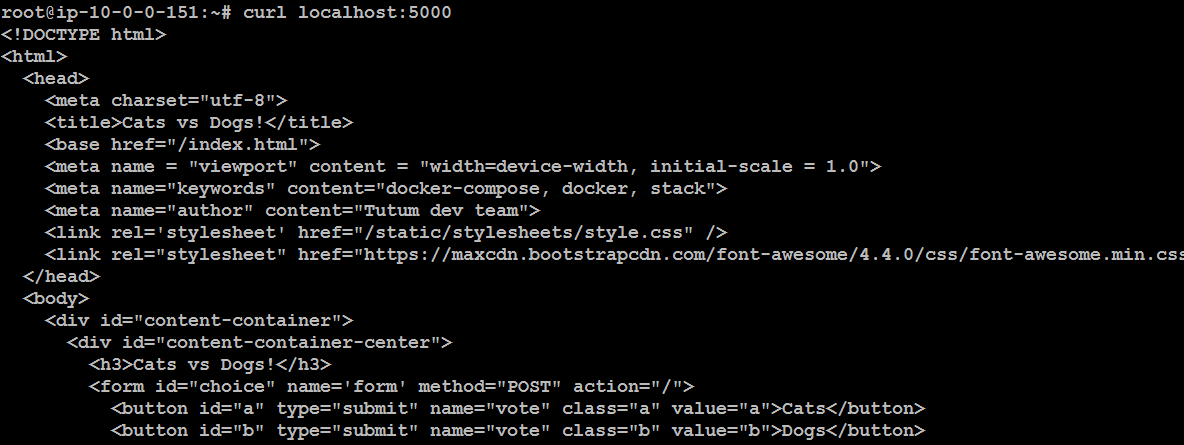 root@ip-10-0-0-151:~# curl localhost:5000
<!DOCTYPE html>
<html>
  <head>
    <meta charset="utf-8">
    <title>Cats vs Dogs!</title>
    <base href="/index.html">
    <meta name = "viewport" content = "width=device-width, initial-scale = 1.0">
    <meta name="keywords" content="docker-compose, docker, stack">
    <meta name="author" content="Tutum dev team">
    <link rel='stylesheet' href="/static/stylesheets/style.css" />
    <link rel="stylesheet" href="https://maxcdn.bootstrapcdn.com/font-awesome/4.4.0/css/font-awesome.min.css
  </head>
  <body>
    <div id="content-container">
      <div id="content-container-center">
        <h3>Cats vs Dogs!</h3>
        <form id="choice" name='form' method="POST" action="/">
          <button id="a" type="submit" name="vote" class="a" value="a">Cats</button>
          <button id="b" type="submit" name="vote" class="b" value="b">Dogs</button>